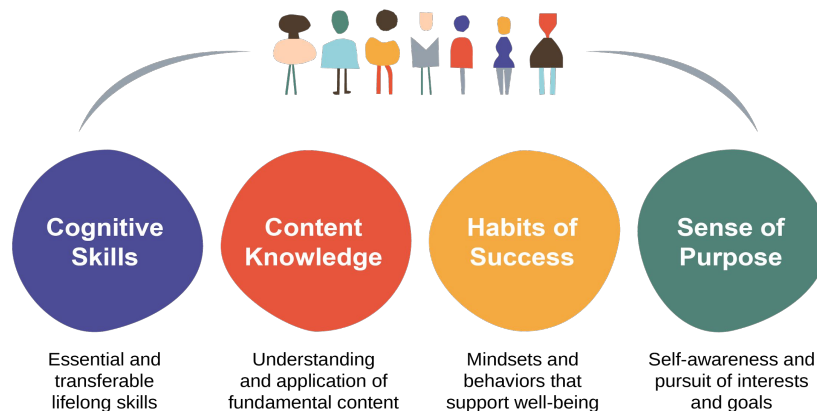 Cognitive
Skills
Content
Knowledge
Habits of
Success
Sense of
Purpose
Essential and
transferable
lifelong skills
Understanding
and application of
fundamental content
Mindsets and
behaviors that
support well-being
Self-awareness and
pursuit of interests
and goals